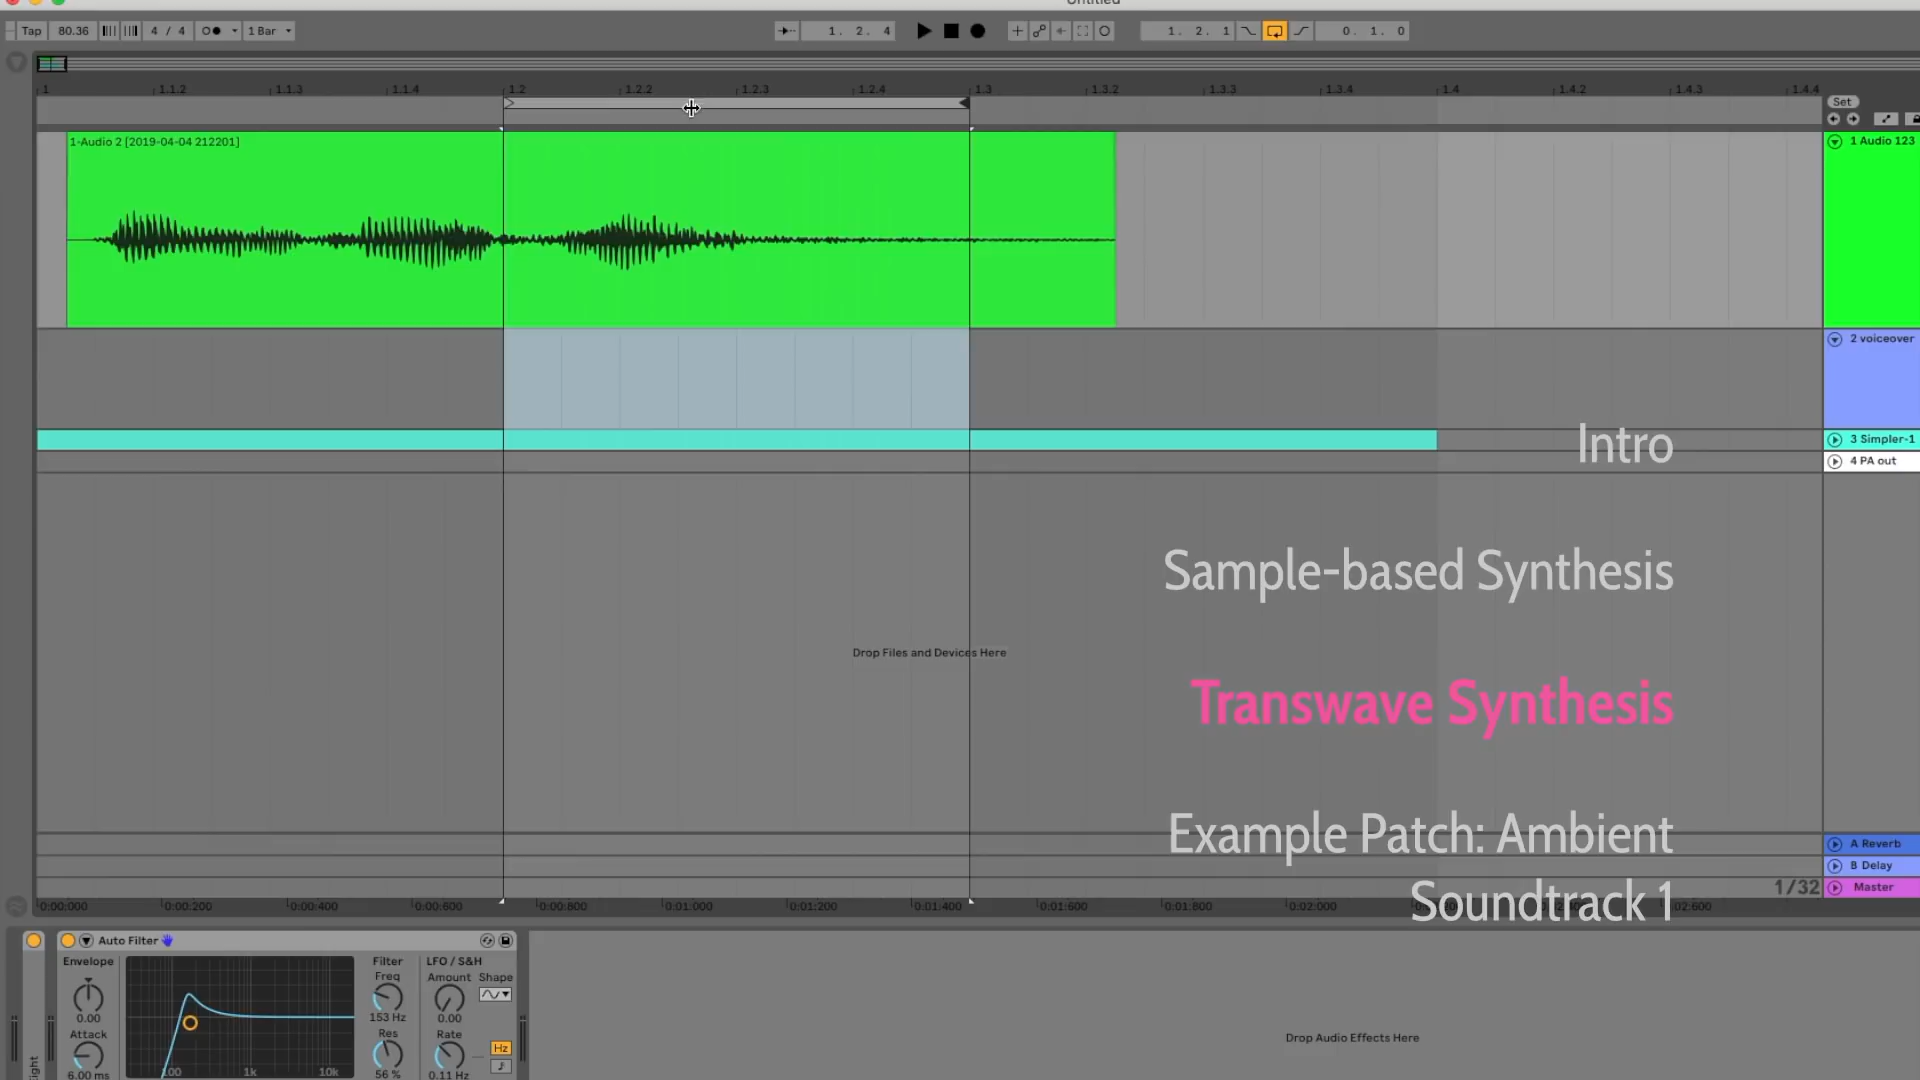 Untitled
Tap 80.36 4 / 4 1 Bar 1. 2. 4 1. 2. 1 0. 1. 0
1 1.1.2 1.1.3 1.1.4 1.2 1.2.2 1.2.3 1.2.4 1.3 1.3.2 1.3.3 1.3.4 1.4 1.4.2 1.4.3 1.4.4
Set
1-Audio 2 [2019-04-04 212201]
1 Audio 123
2 voiceover
3 Simpler-1
4 PA out
Intro
Sample-based Synthesis
Drop Files and Devices Here
Transwave Synthesis
Example Patch: Ambient
Soundtrack 1
A Reverb
B Delay
1/32 Master
0:00:000 0:00:200 0:00:400 0:00:600 0:00:800 0:01:000 0:01:200 0:01:400 0:01:600 0:01:800 0:02:000
Auto Filter
Envelope Filter LFO / S&H
Freq Amount Shape
0.00 153 Hz 0.00
Attack Res Rate Hz
6.00 ms 100 1k 10k 56 % 0.11 Hz
Drop Audio Effects Here